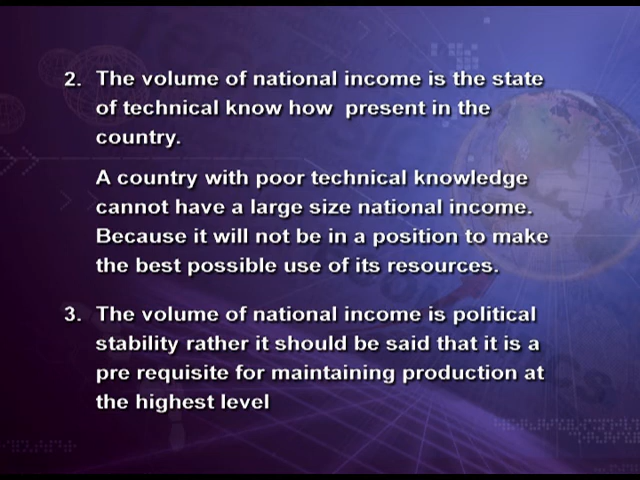 2. The volume of national income is the state
of technical know how present in the
country.
A country with poor technical knowledge
cannot have a large size national income.
Because it will not be in a position to make
the best possible use of its resources.
3. The volume of national income is political
stability rather it should be said that it is a
pre requisite for maintaining production at
the highest level